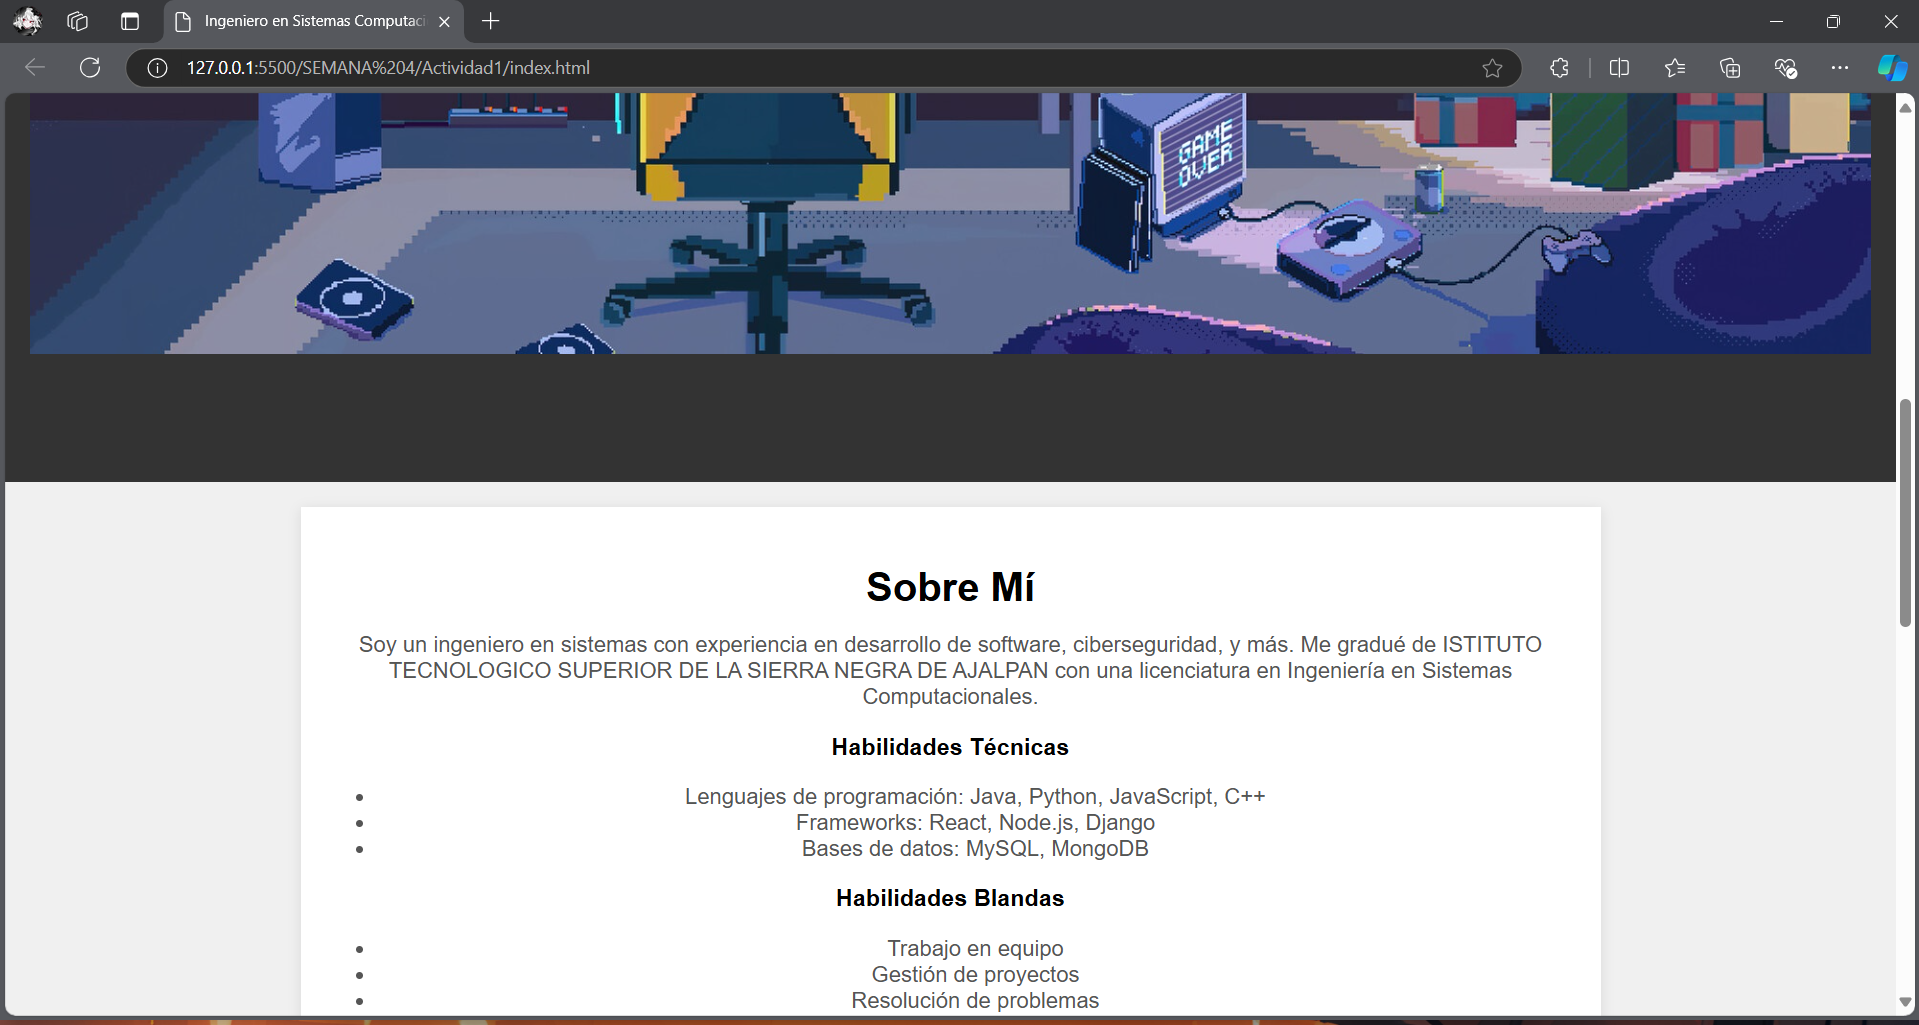 Ingeniero en Sistemas Computaci
127.0.0.1:5500/SEMANA%204/Actividad1/index.html
GAME
OVER
Sobre Mí
Soy un ingeniero en sistemas con experiencia en desarrollo de software, ciberseguridad, y más. Me gradué de ISTITUTO
TECNOLOGICO SUPERIOR DE LA SIERRA NEGRA DE AJALPAN con una licenciatura en Ingeniería en Sistemas
Computacionales.
Habilidades Técnicas
• Lenguajes de programación: Java, Python, JavaScript, C++
• Frameworks: React, Node.js, Django
• Bases de datos: MySQL, MongoDB
Habilidades Blandas
• Trabajo en equipo
• Gestión de proyectos
• Resolución de problemas